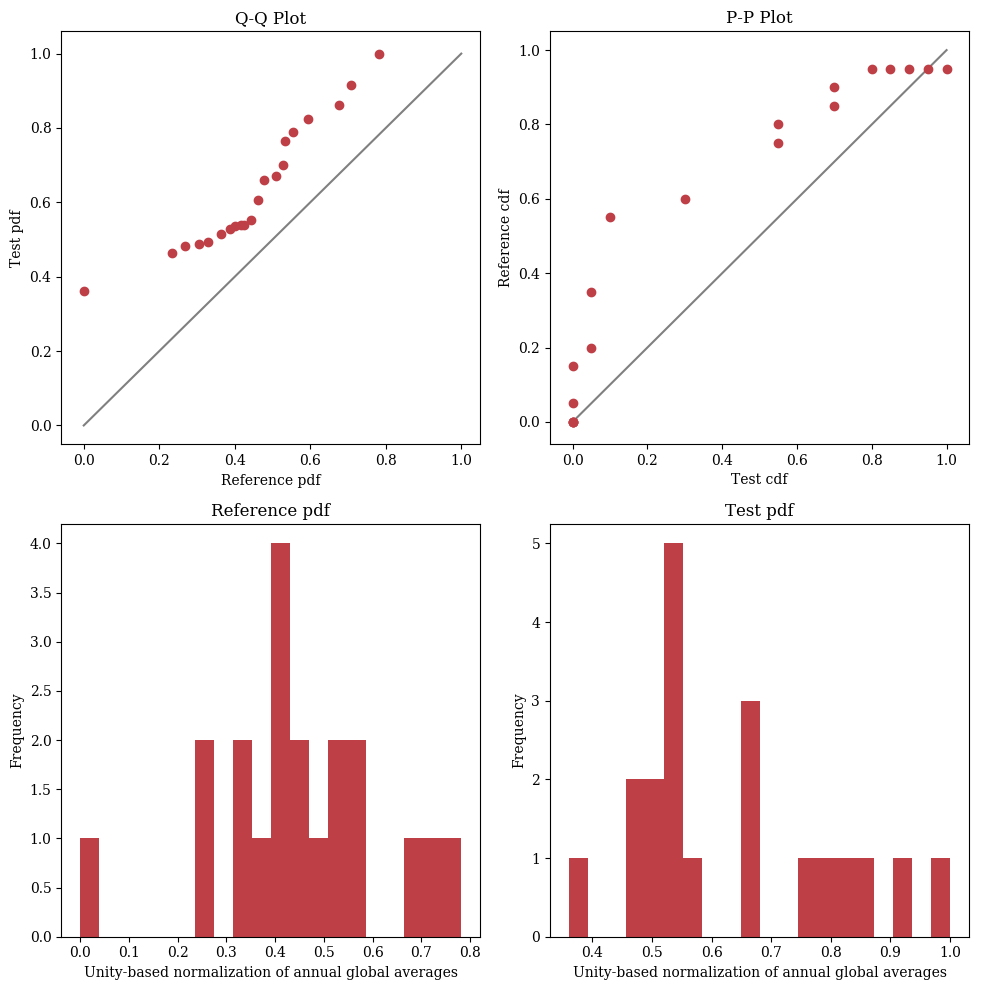 Q-Q Plot
1.0
0.8
0.6
0.4
0.2
0.0
Test pdf
0.0 0.2 0.4 0.6 0.8 1.0
Reference pdf
P-P Plot
1.0
0.8
0.6
0.4
0.2
0.0
Reference cdf
0.0 0.2 0.4 0.6 0.8 1.0
Test cdf
Reference pdf
4.0
3.5
3.0
2.5
2.0
1.5
1.0
0.5
0.0
Frequency
0.0 0.1 0.2 0.3 0.4 0.5 0.6 0.7 0.8
Unity-based normalization of annual global averages
Test pdf
5
4
3
2
1
0
Frequency
0.4 0.5 0.6 0.7 0.8 0.9 1.0
Unity-based normalization of annual global averages